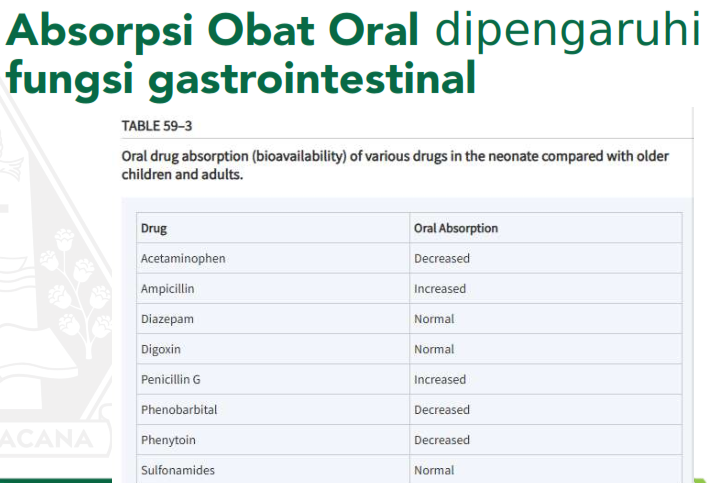 Absorpsi Obat Oral dipengaruhi
fungsi gastrointestinal
TABLE 59–3
Oral drug absorption (bioavailability) of various drugs in the neonate compared with older
children and adults.
Drug Oral Absorption
Acetaminophen Decreased
Ampicillin Increased
Diazepam Normal
Digoxin Normal
Penicillin G Increased
Phenobarbital Decreased
Phenytoin Decreased
Sulfonamides Normal
ACANA